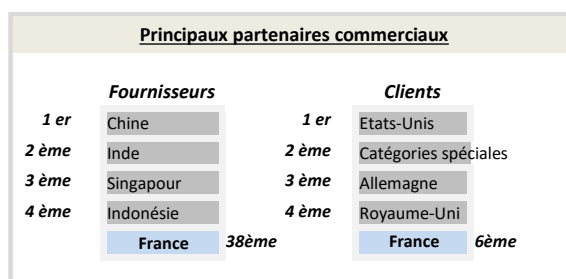 Principaux partenaires commerciaux
Fournisseurs Clients
1 er Chine 1 er Etats-Unis
2 ème Inde 2 ème Catégories spéciales
3 ème Singapour 3 ème Allemagne
4 ème Indonésie 4 ème Royaume-Uni
France 38ème France 6ème